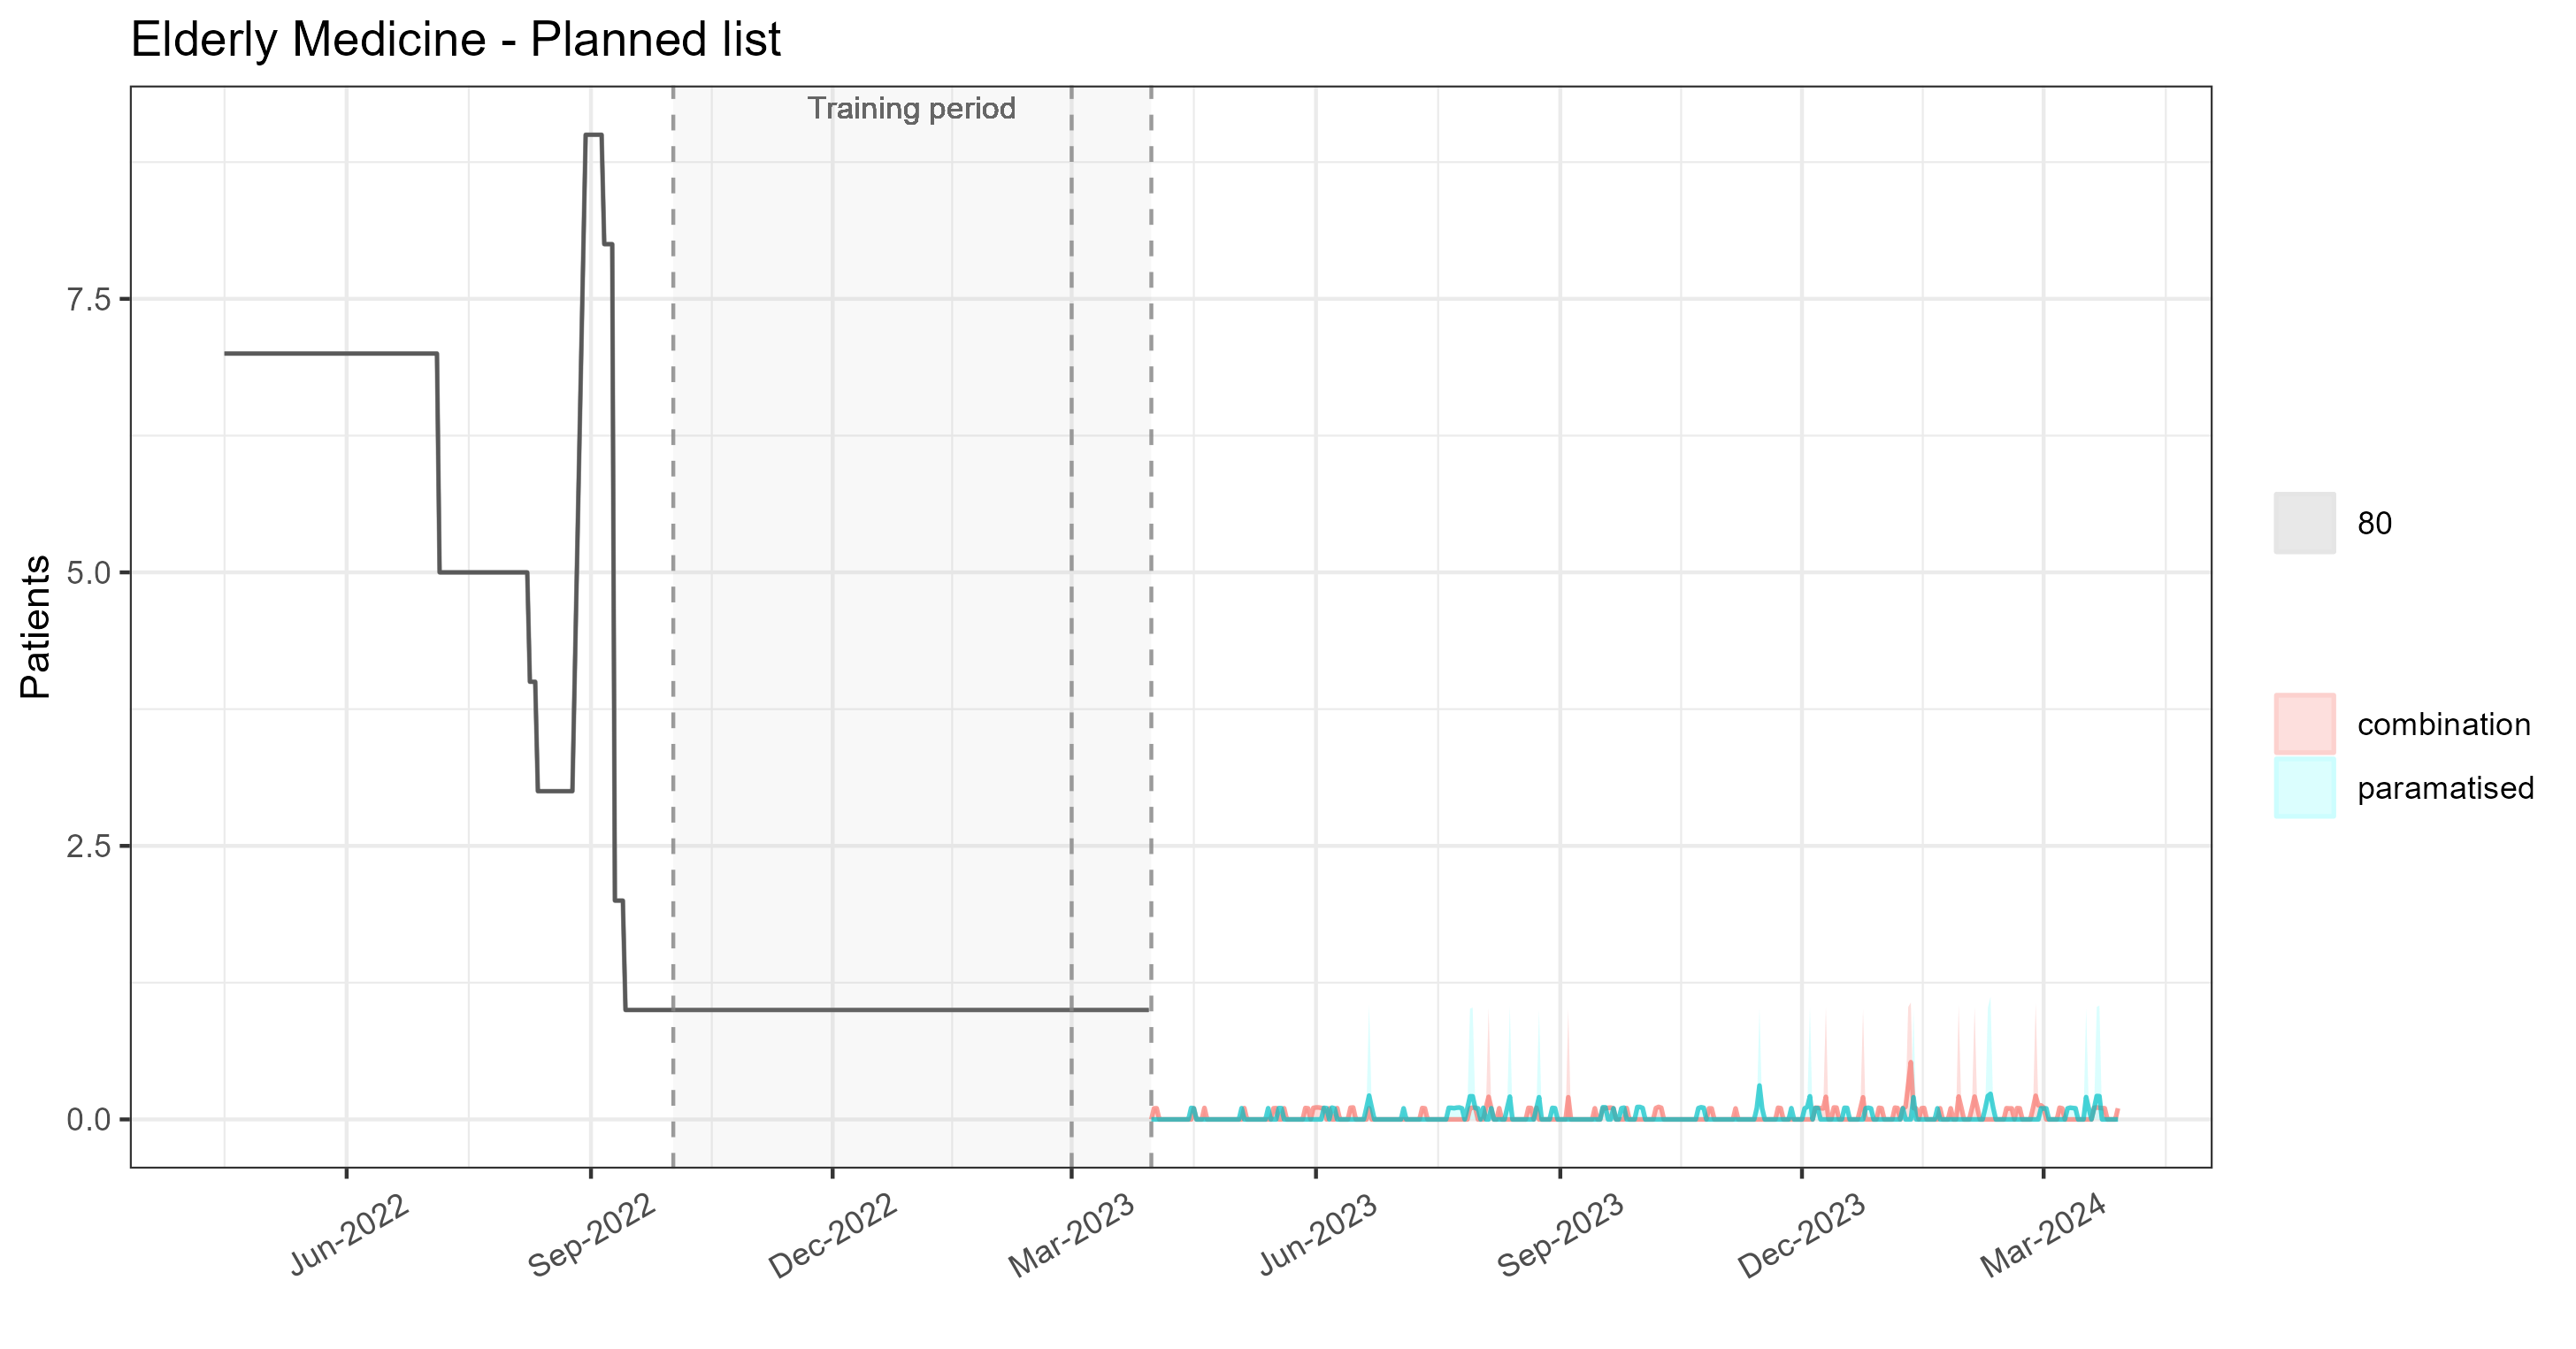 Elderly Medicine - Planned list
Training period
Patients
7.5
5.0
2.5
0.0
Jun-2022
Sep-2022
Dec-2022
Mar-2023
Jun-2023
Sep-2023
Dec-2023
Mar-2024
80
combination
paramatised